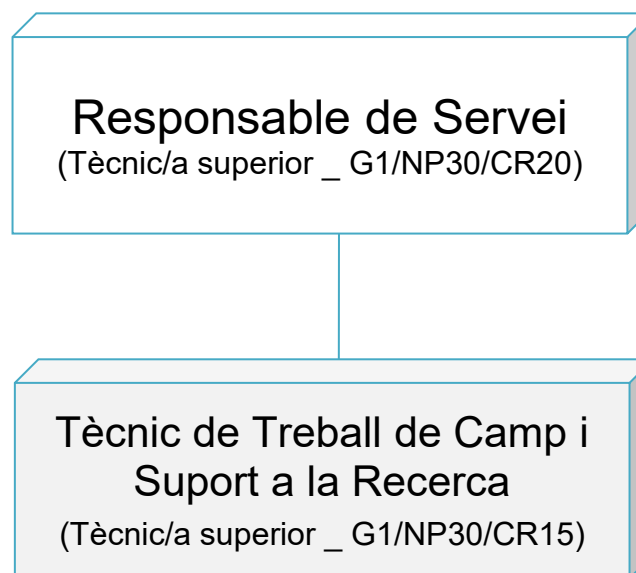 Responsable de Servei
(Tècnic/a superior _ G1/NP30/CR20)
Tècnic de Treball de Camp i
Suport a la Recerca
(Tècnic/a superior _ G1/NP30/CR15)